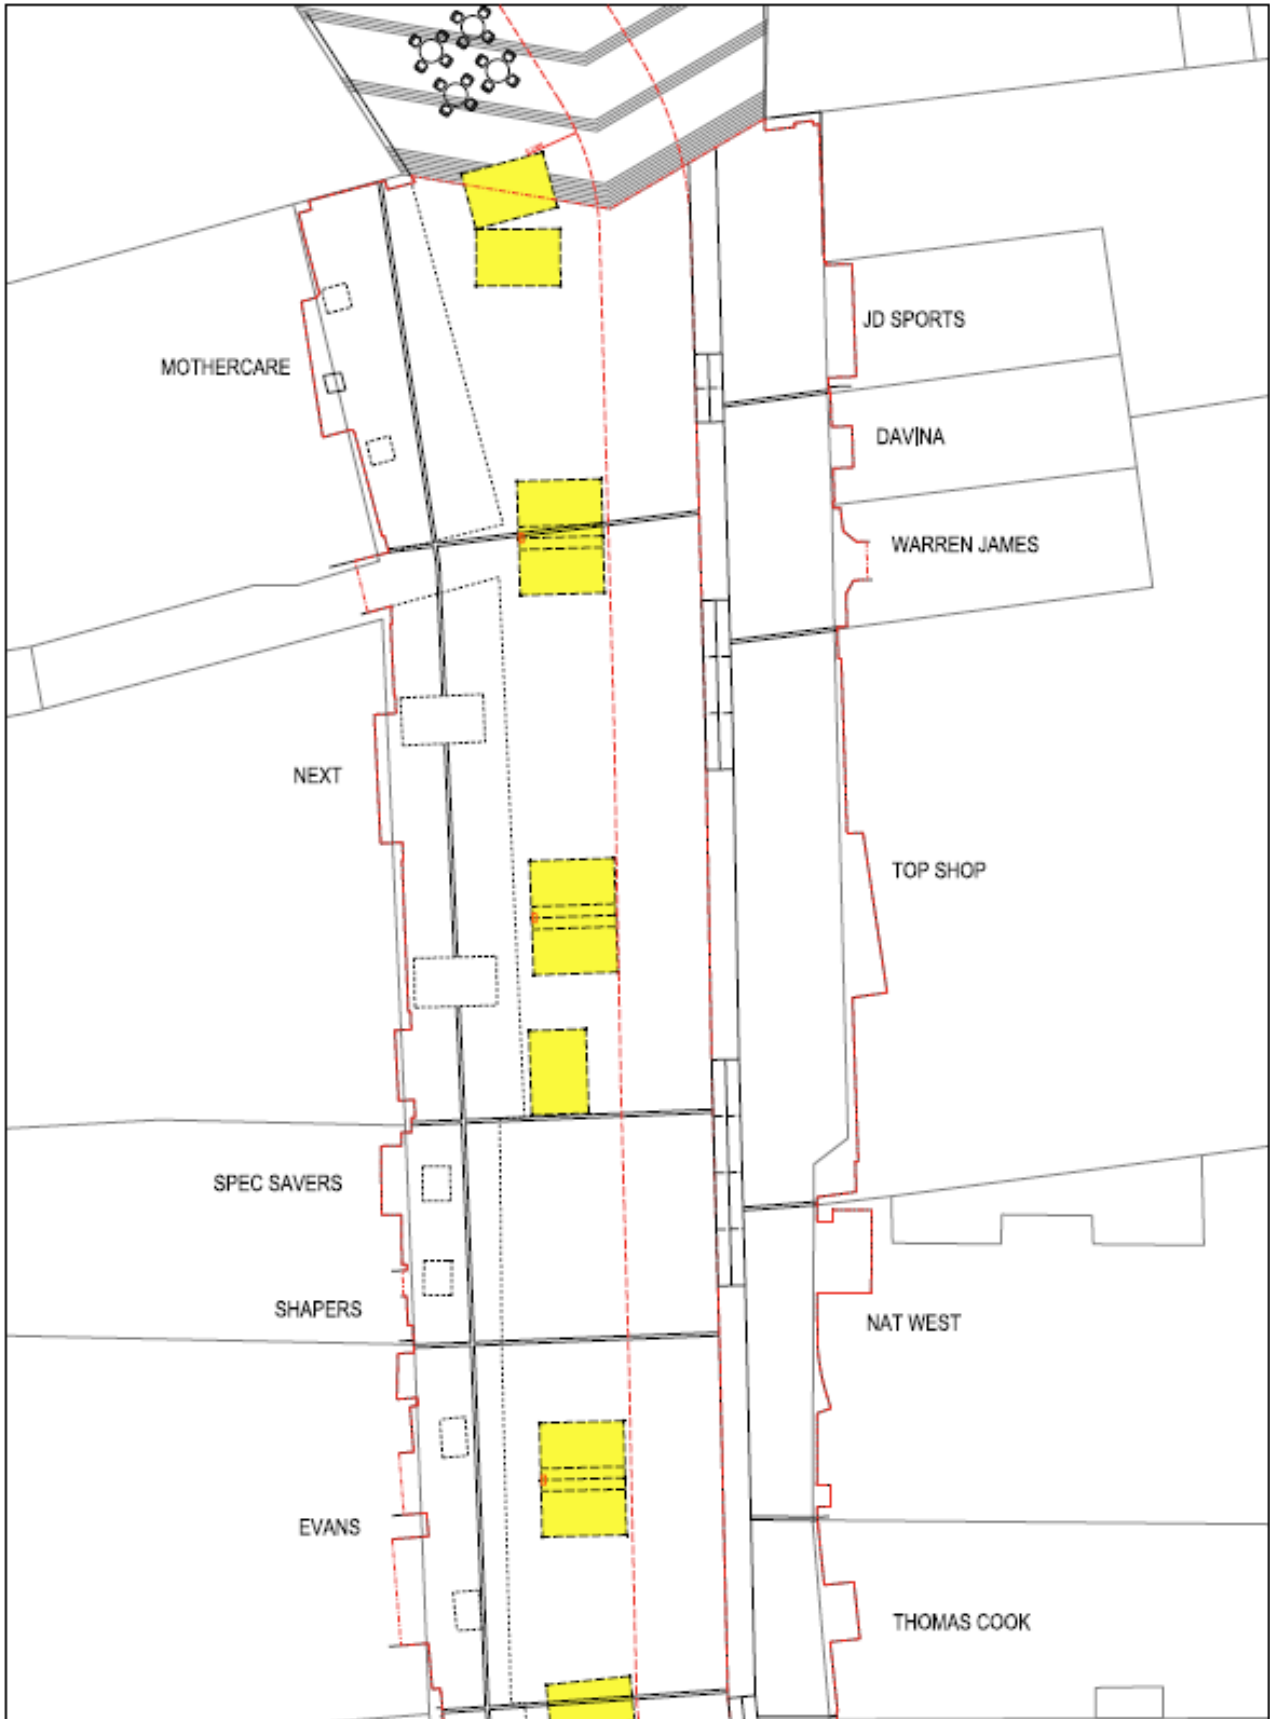 JD SPORTS
MOTHERCARE
DAVINA
WARREN JAMES
NEXT
TOP SHOP
SPEC SAVERS
SHAPERS
NAT WEST
EVANS
THOMAS COOK